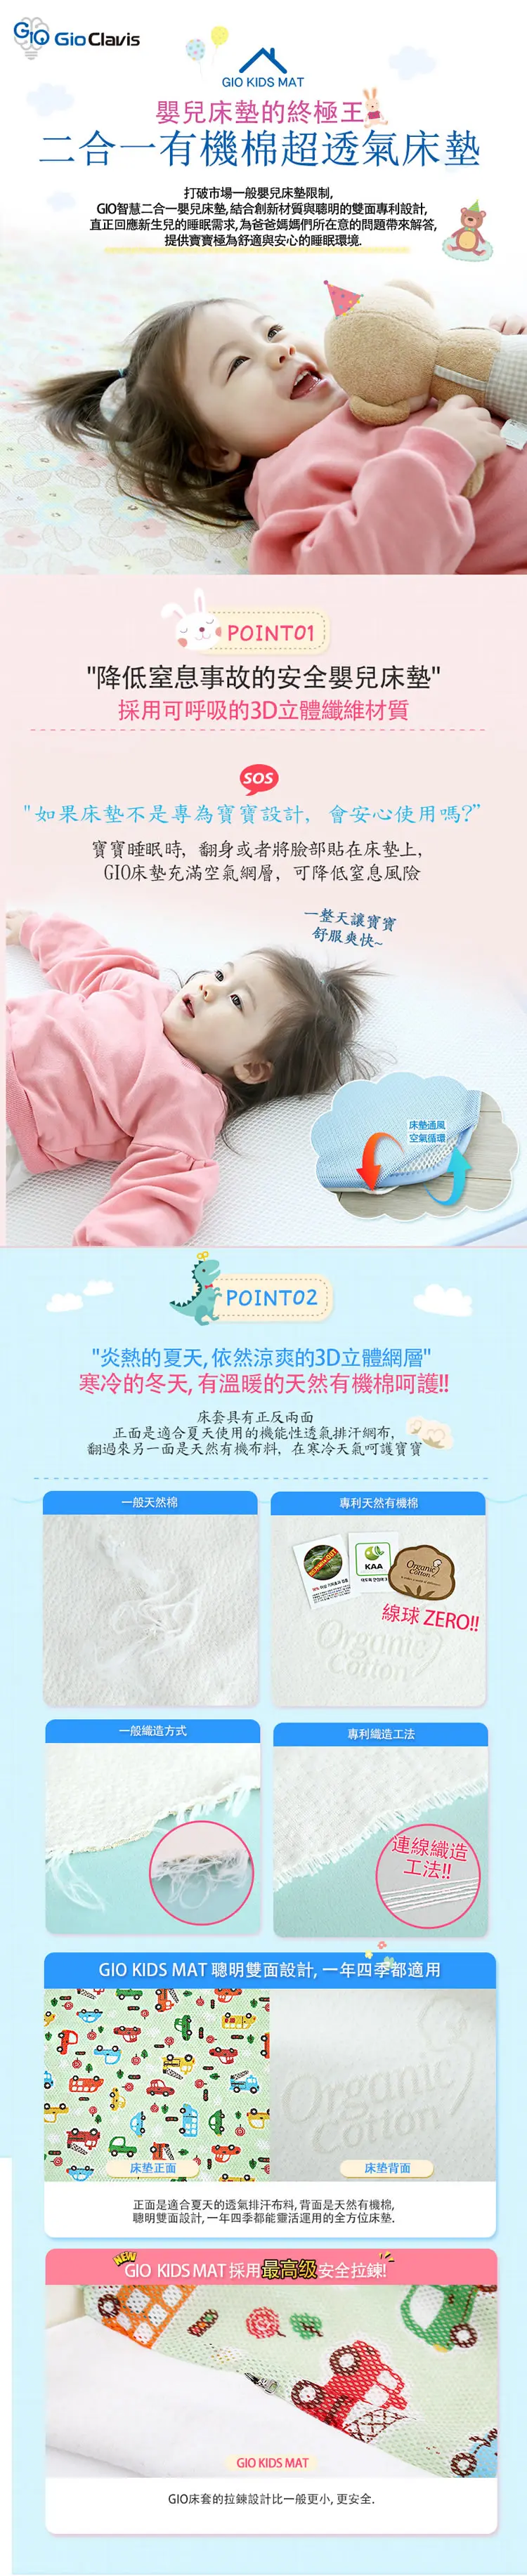 GIO GioClavis
GIO KIDS MAT
嬰兒床墊的終極王
二合一有機棉超透氣床墊
打破市場一般嬰兒床墊限制,
GIO智慧二合一嬰兒床墊, 結合創新材質與聰明的雙面專利設計,
直正回應新生兒的睡眠需求, 為爸爸媽媽們所在意的問題帶來解答,
提供寶寶極為舒適與安心的睡眠環境.
POINT01
"降低窒息事故的安全嬰兒床墊"
採用可呼吸的3D立體纖維材質
SOS
"如果床墊不是專為寶寶設計, 會安心使用嗎?"
寶寶睡眠時, 翻身或者將臉部貼在床墊上,
GIO床墊充滿空氣網層, 可降低窒息風險
一整天讓寶寶
舒服爽快~
床墊通風
空氣循環
POINT02
"炎熱的夏天, 依然涼爽的3D立體網層"
寒冷的冬天, 有溫暖的天然有機棉呵護!!
床套具有正反兩面
正面是適合夏天使用的機能性透氣排汗網布,
翻過來另一面是天然有機布料, 在寒冷天氣呵護寶寶
一般天然棉
專利天然有機棉
KAA
Organic Cotton
線球 ZERO!!
Organic
Cotton
一般織造方式
專利織造工法
連線織造
工法!!
GIO KIDS MAT 聰明雙面設計, 一年四季都適用
床墊正面
床墊背面
正面是適合夏天的透氣排汗布料, 背面是天然有機棉,
聰明雙面設計, 一年四季都能靈活運用的全方位床墊.
NEW
GIO KIDS MAT 採用最高级安全拉鍊!
GIO KIDS MAT
GIO床套的拉鍊設計比一般更小, 更安全.